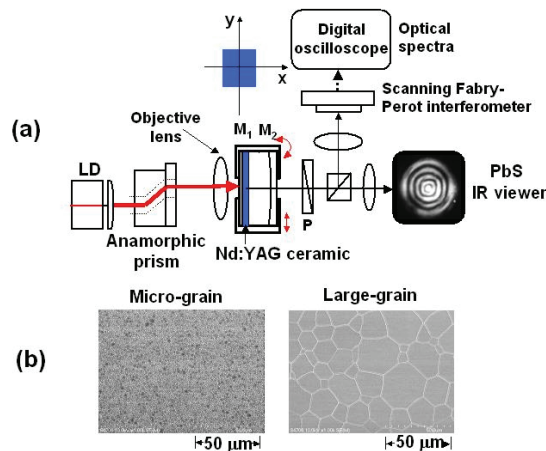 y
x
Digital
oscilloscope
Optical
spectra
Scanning Fabry-
Perot interferometer
(a)
Objective
lens
M1 M2
LD
Anamorphic
prism
P
PbS
IR viewer
Nd:YAG ceramic
Micro-grain
Large-grain
(b)
50 μm
50 μm